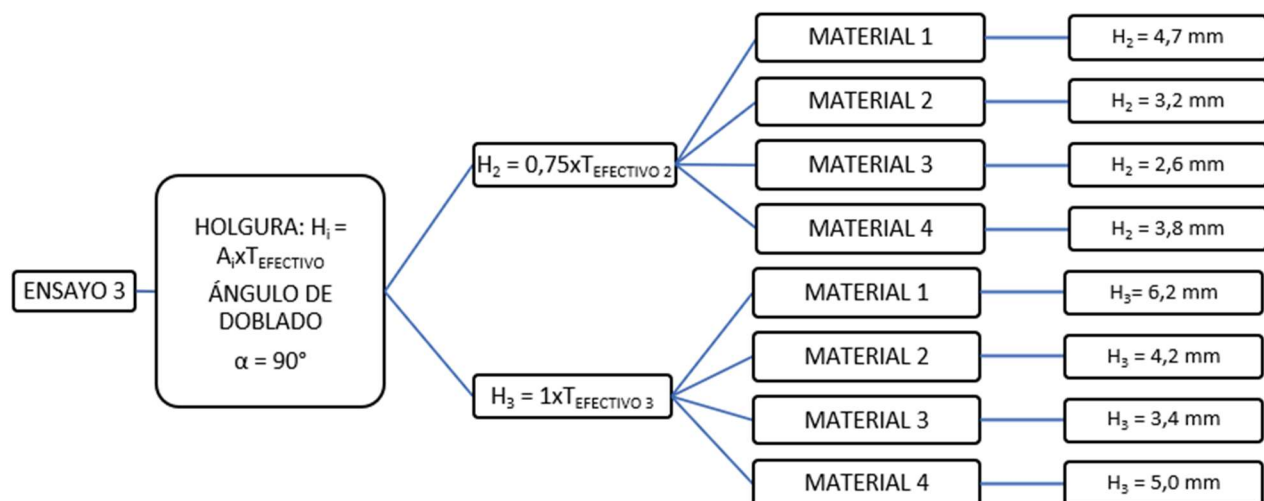 ENSAYO 3
HOLGURA: Hᵢ =
AᵢxT_EFECTIVO
ÁNGULO DE
DOBLADO
α = 90°
H₂ = 0,75xT_EFECTIVO 2
MATERIAL 1
H₂ = 4,7 mm
MATERIAL 2
H₂ = 3,2 mm
MATERIAL 3
H₂ = 2,6 mm
MATERIAL 4
H₂ = 3,8 mm
H₃ = 1xT_EFECTIVO 3
MATERIAL 1
H₃= 6,2 mm
MATERIAL 2
H₃ = 4,2 mm
MATERIAL 3
H₃ = 3,4 mm
MATERIAL 4
H₃ = 5,0 mm